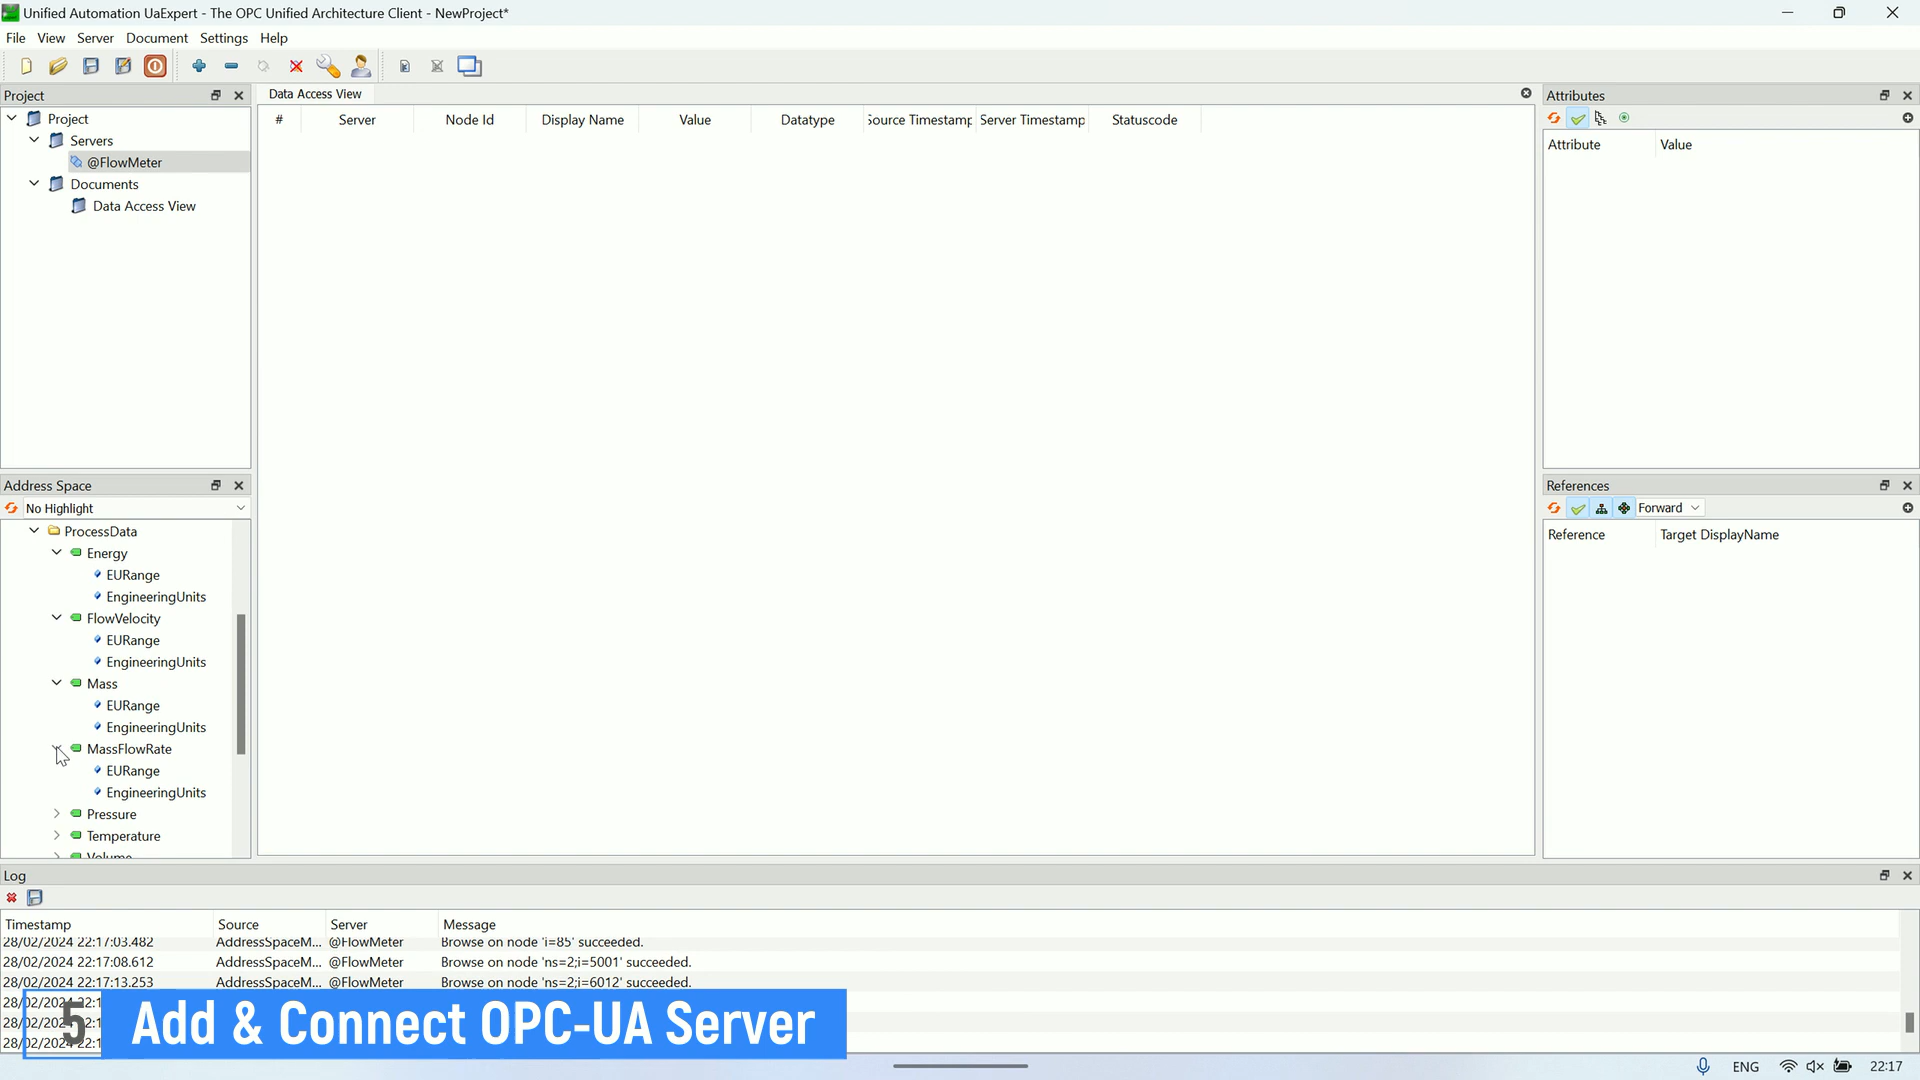 Unified Automation UaExpert - The OPC Unified Architecture Client - NewProject*
File View Server Document Settings Help
Project
Project
Servers
@FlowMeter
Documents
Data Access View
Address Space
No Highlight
ProcessData
Energy
EURange
EngineeringUnits
FlowVelocity
EURange
EngineeringUnits
Mass
EURange
EngineeringUnits
MassFlowRate
EURange
EngineeringUnits
Pressure
Temperature
Volume
Data Access View
# Server Node Id Display Name Value Datatype Source Timestamp Server Timestamp Statuscode
Attributes
Attribute Value
References
Forward
Reference Target DisplayName
Log
Timestamp Source Server Message
28/02/2024 22:17:03.482 AddressSpaceM... @FlowMeter Browse on node 'i=85' succeeded.
28/02/2024 22:17:08.612 AddressSpaceM... @FlowMeter Browse on node 'ns=2;i=5001' succeeded.
28/02/2024 22:17:13.253 AddressSpaceM... @FlowMeter Browse on node 'ns=2;i=6012' succeeded.
5 Add & Connect OPC-UA Server
ENG 22:17